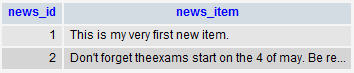 news_id news_item
1 This is my very first new item.
2 Don't forget theexams start on the 4 of may. Be re...